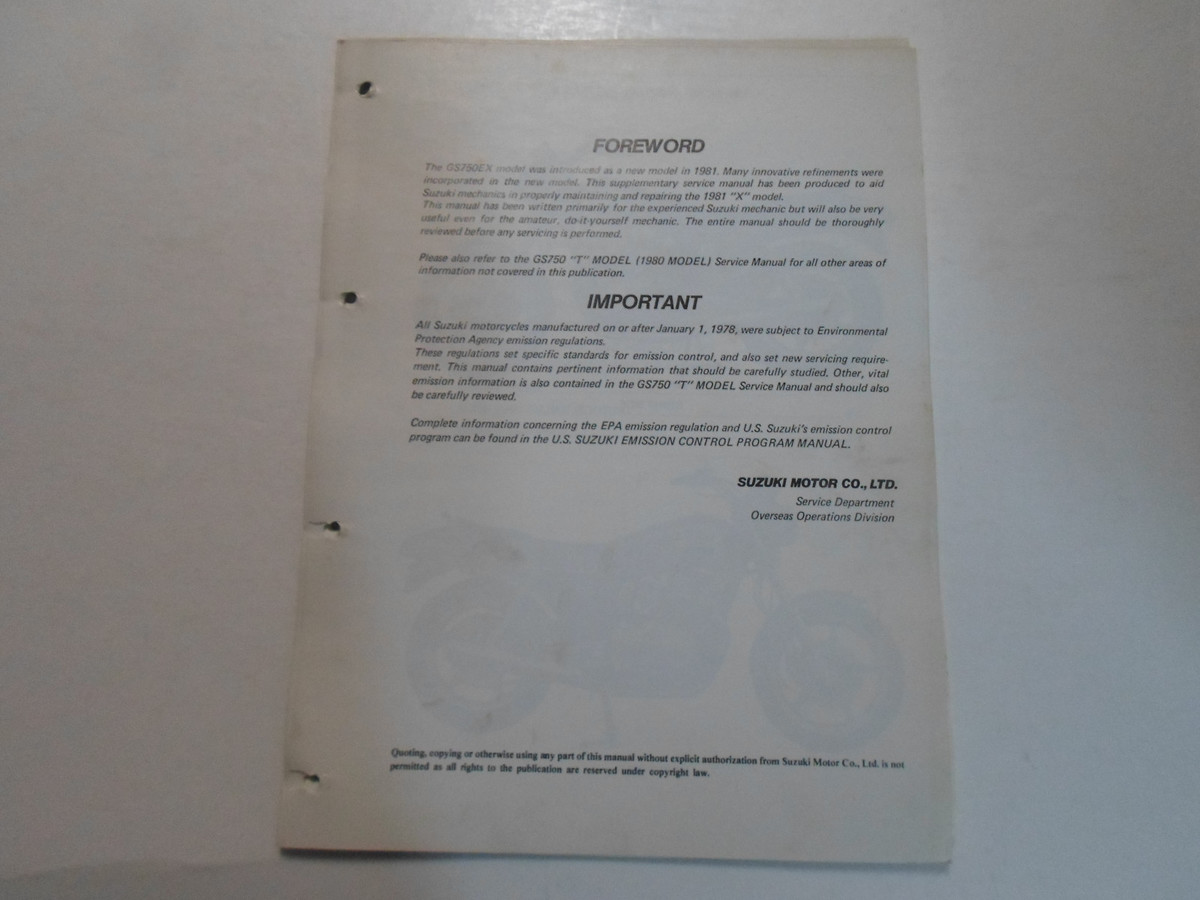 FOREWORD
The GS750EX model was introduced as a new model in 1981. Many innovative refinements were
incorporated in the new model. This supplementary service manual has been produced to aid
Suzuki mechanics in properly maintaining and repairing the 1981 "X" model.
This manual has been written primarily for the experienced Suzuki mechanic but will also be very
useful even for the amateur, do-it-yourself mechanic. The entire manual should be thoroughly
reviewed before any servicing is performed.
Please also refer to the GS750 "T" MODEL (1980 MODEL) Service Manual for all other areas of
information not covered in this publication.
IMPORTANT
All Suzuki motorcycles manufactured on or after January 1, 1978, were subject to Environmental
Protection Agency emission regulations.
These regulations set specific standards for emission control, and also set new servicing require-
ment. This manual contains pertinent information that should be carefully studied. Other, vital
emission information is also contained in the GS750 "T" MODEL Service Manual and should also
be carefully reviewed.
Complete information concerning the EPA emission regulation and U.S. Suzuki's emission control
program can be found in the U.S. SUZUKI EMISSION CONTROL PROGRAM MANUAL.
SUZUKI MOTOR CO., LTD.
Service Department
Overseas Operations Division
Quoting, copying or otherwise using any part of this manual without explicit authorization from Suzuki Motor Co., Ltd. is not
permitted as all rights to the publication are reserved under copyright law.